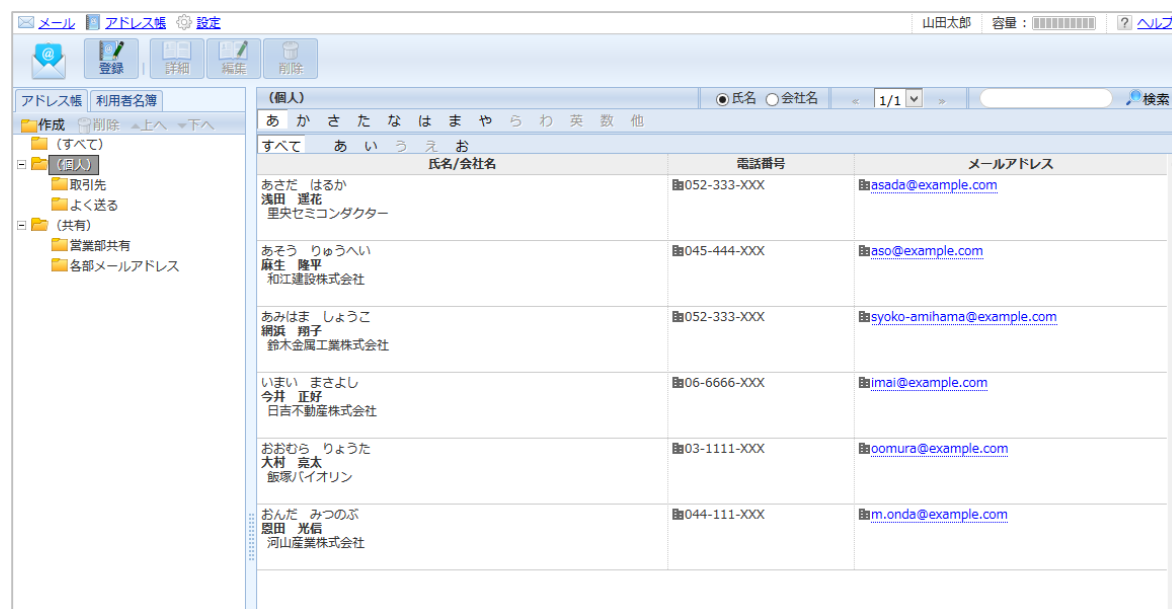 メール アドレス帳 設定 山田太郎 容量： ? ヘルプ
登録 詳細 編集 削除
アドレス帳 利用者名簿 (個人) 氏名 会社名 « 1/1 » 検索
作成 削除 上へ 下へ あ か さ た な は ま や ら わ 英 数 他
(すべて) すべて あ い う え お
(個人) 氏名/会社名 電話番号 メールアドレス
取引先
よく送る
(共有)
営業部共有
各部メールアドレス
あさだ はるか 052-333-XXX asada@example.com
浅田 遥花
里央セミコンダクター
あそう りゅうへい 045-444-XXX aso@example.com
麻生 隆平
和江建設株式会社
あみはま しょうこ 052-333-XXX syoko-amihama@example.com
網浜 翔子
鈴木金属工業株式会社
いまい まさよし 06-6666-XXX imai@example.com
今井 正好
日吉不動産株式会社
おおむら りょうた 03-1111-XXX oomura@example.com
大村 亮太
飯塚バイオリン
おんだ みつのぶ 044-111-XXX m.onda@example.com
恩田 光信
河山産業株式会社